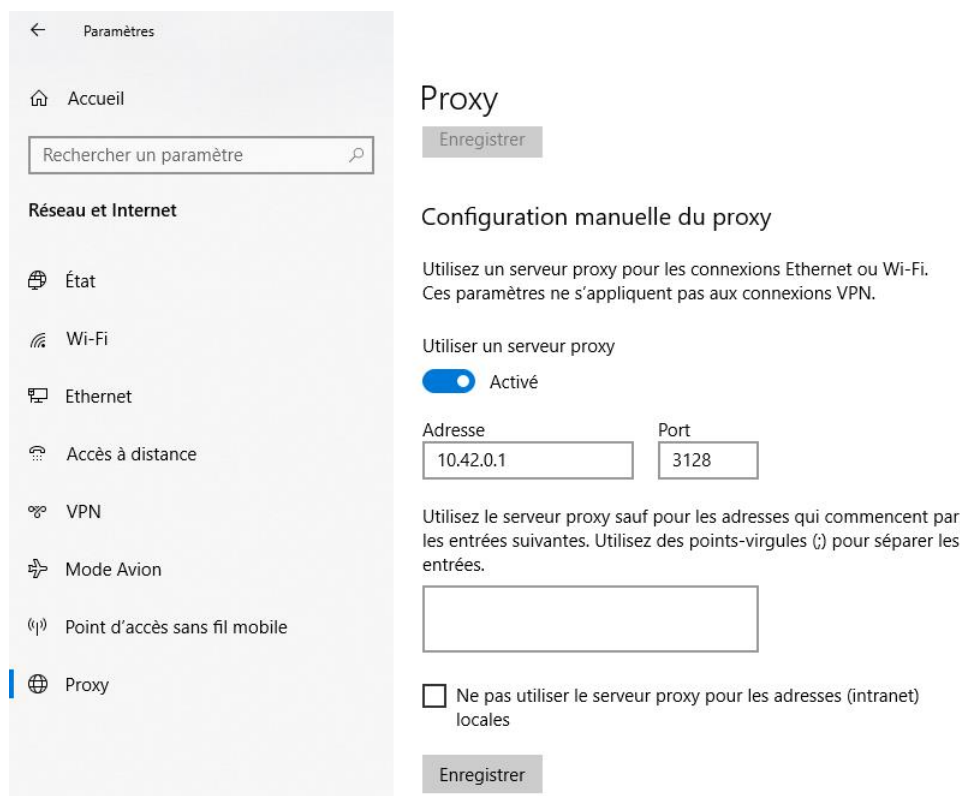 Paramètres
Accueil
Rechercher un paramètre
Réseau et Internet
État
Wi-Fi
Ethernet
Accès à distance
VPN
Mode Avion
Point d'accès sans fil mobile
Proxy
Proxy
Enregistrer
Configuration manuelle du proxy
Utilisez un serveur proxy pour les connexions Ethernet ou Wi-Fi.
Ces paramètres ne s'appliquent pas aux connexions VPN.
Utiliser un serveur proxy
Activé
Adresse Port
10.42.0.1 3128
Utilisez le serveur proxy sauf pour les adresses qui commencent par
les entrées suivantes. Utilisez des points-virgules (;) pour séparer les
entrées.
Ne pas utiliser le serveur proxy pour les adresses (intranet)
locales
Enregistrer